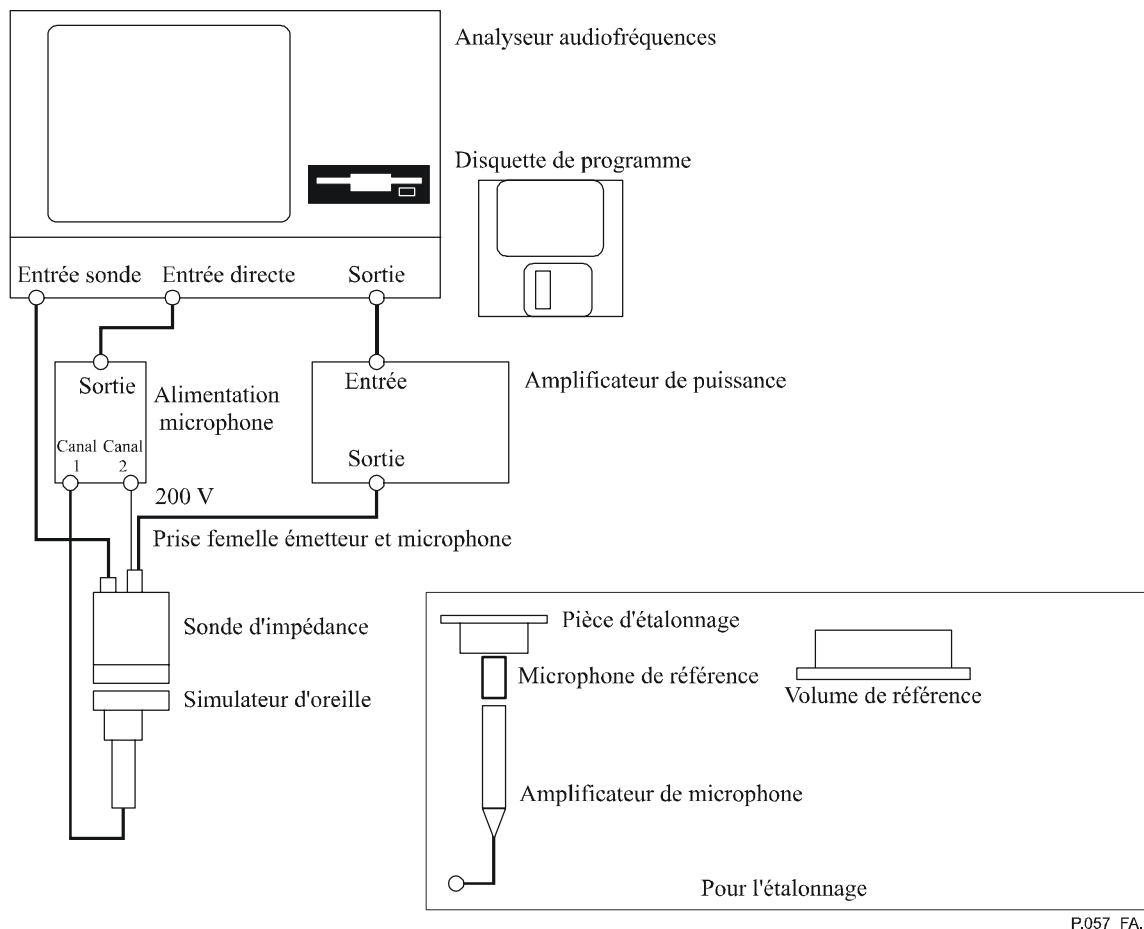 Analyseur audiofréquences
Disquette de programme
Entrée sonde
Entrée directe
Sortie
Sortie
Alimentation
microphone
Canal
1
Canal
2
200 V
Entrée
Sortie
Amplificateur de puissance
Prise femelle émetteur et microphone
Sonde d'impédance
Simulateur d'oreille
Pièce d'étalonnage
Microphone de référence
Volume de référence
Amplificateur de microphone
Pour l'étalonnage
P.057_FA.